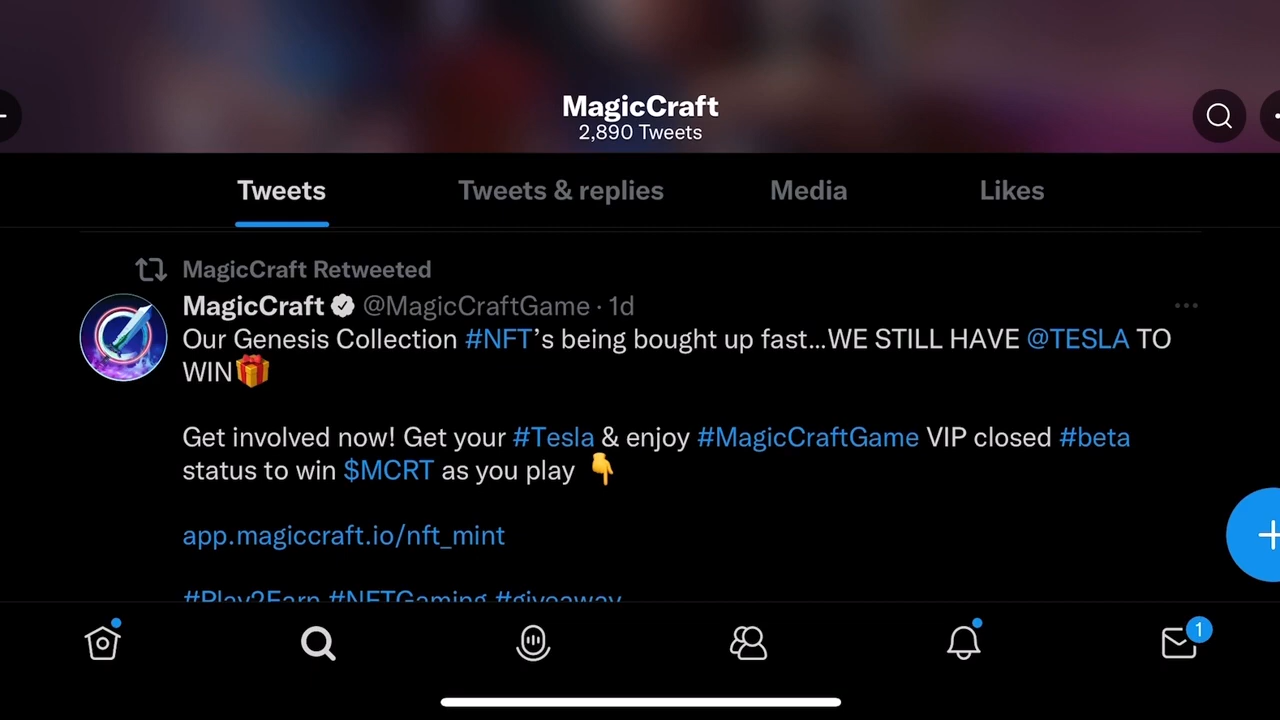 MagicCraft
2,890 Tweets
Tweets Tweets & replies Media Likes
MagicCraft Retweeted
MagicCraft @MagicCraftGame · 1d
Our Genesis Collection #NFT’s being bought up fast...WE STILL HAVE @TESLA TO
WIN🎁
Get involved now! Get your #Tesla & enjoy #MagicCraftGame VIP closed #beta
status to win $MCRT as you play 👇
app.magiccraft.io/nft_mint
#Play2Earn #NFTGaming #giveaway
1